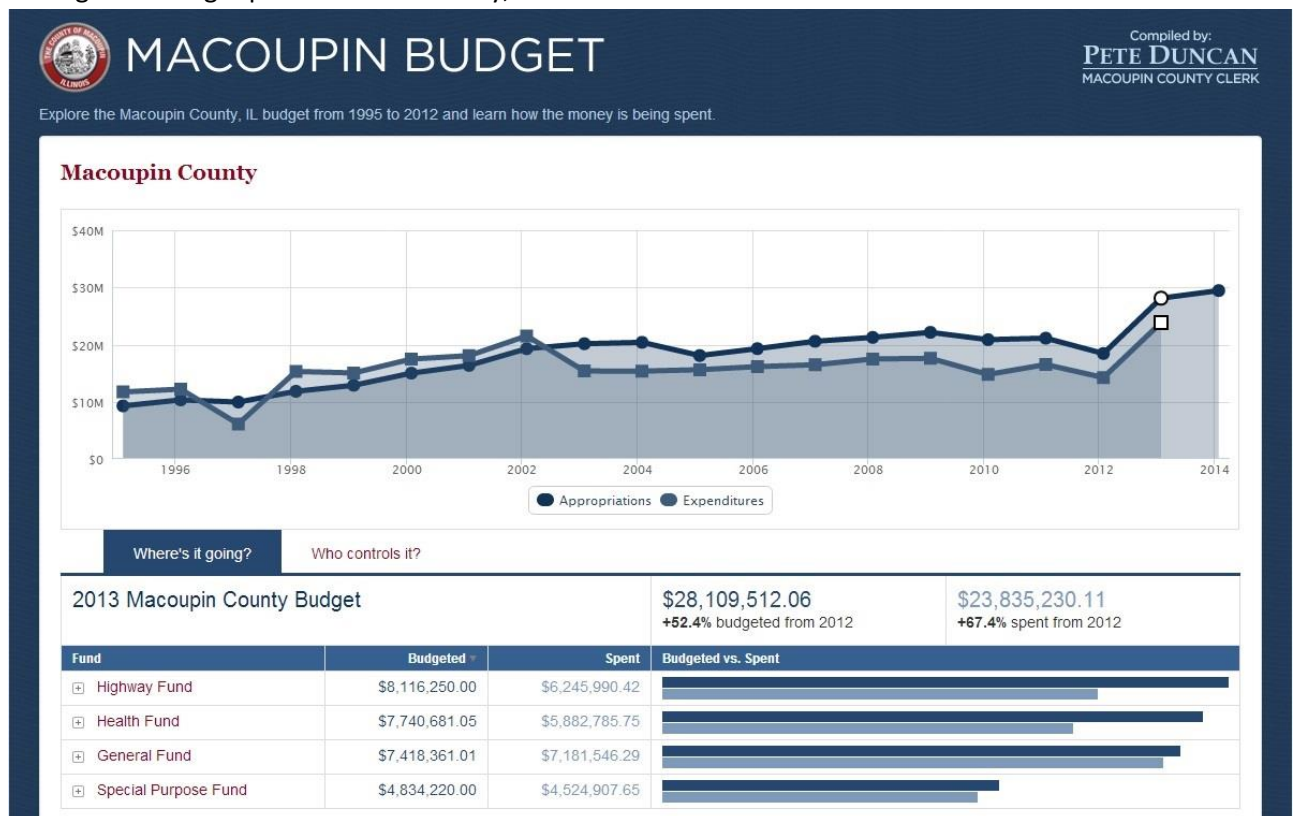 MACOUPIN BUDGET
Compiled by:
PETE DUNCAN
MACOUPIN COUNTY CLERK
Explore the Macoupin County, IL budget from 1995 to 2012 and learn how the money is being spent.
Macoupin County
$40M
$30M
$20M
$10M
$0
1996 1998 2000 2002 2004 2006 2008 2010 2012 2014
Appropriations Expenditures
Where's it going? Who controls it?
2013 Macoupin County Budget $28,109,512.06 $23,835,230.11
+52.4% budgeted from 2012 +67.4% spent from 2012
Fund Budgeted Spent Budgeted vs. Spent
Highway Fund $8,116,250.00 $6,245,990.42
Health Fund $7,740,681.05 $5,882,785.75
General Fund $7,418,361.01 $7,181,546.29
Special Purpose Fund $4,834,220.00 $4,524,907.65